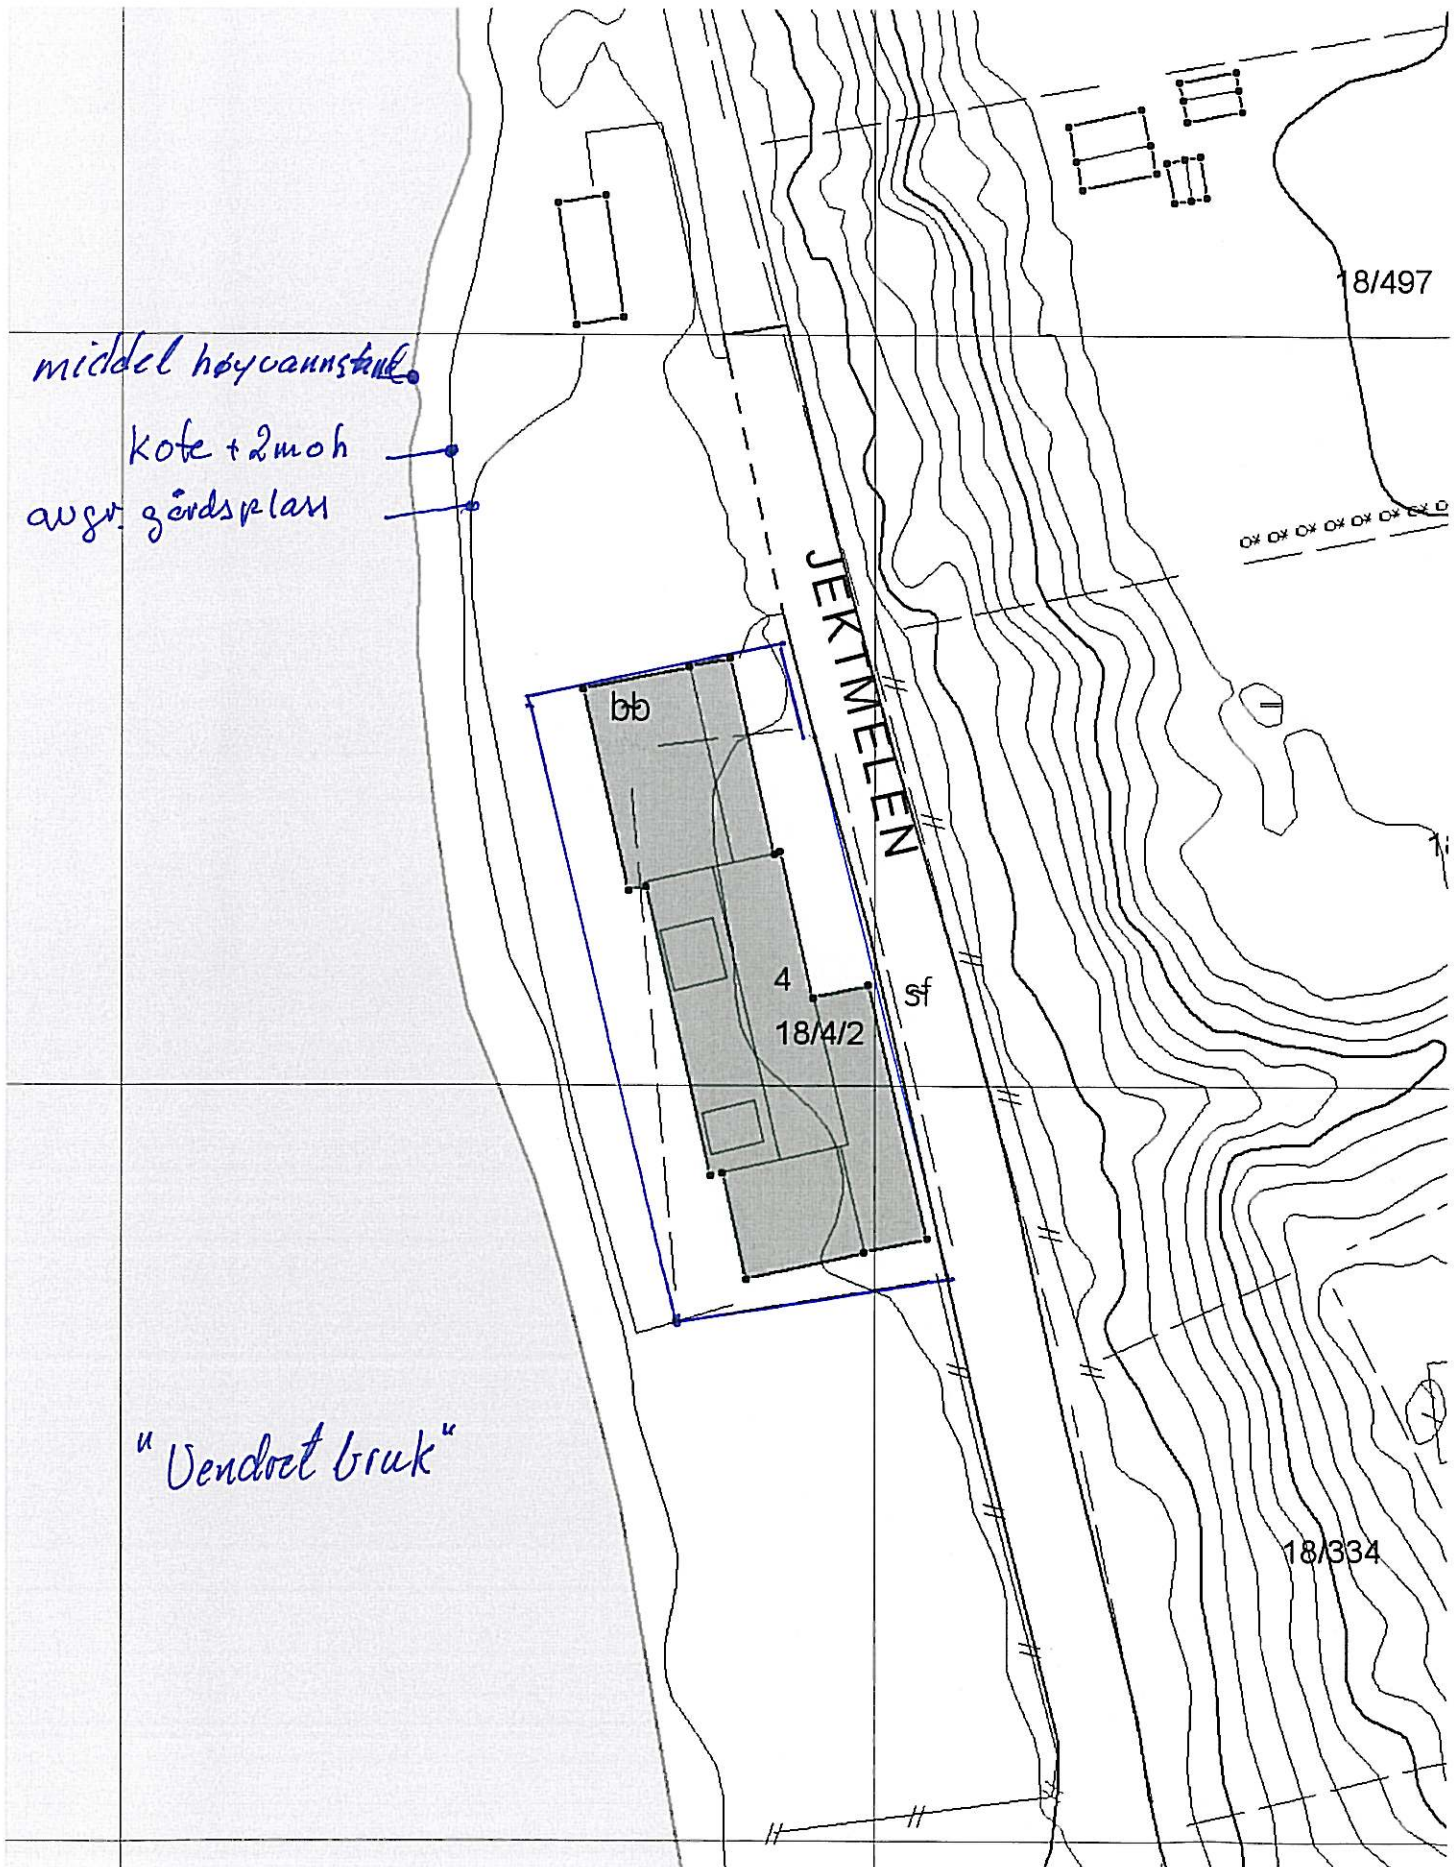 18/497
middel høyvannstand
kote +2moh
avgr. gårdsplass
JEKTMELEN
bb
4
sf
18/4/2
"Uendret bruk"
18/334